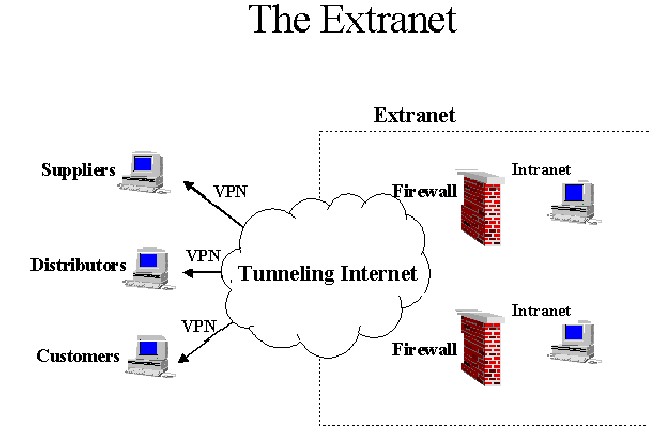 The Extranet
Extranet
Suppliers
VPN
Firewall
Intranet
Distributors
VPN
Tunneling Internet
Customers
VPN
Firewall
Intranet